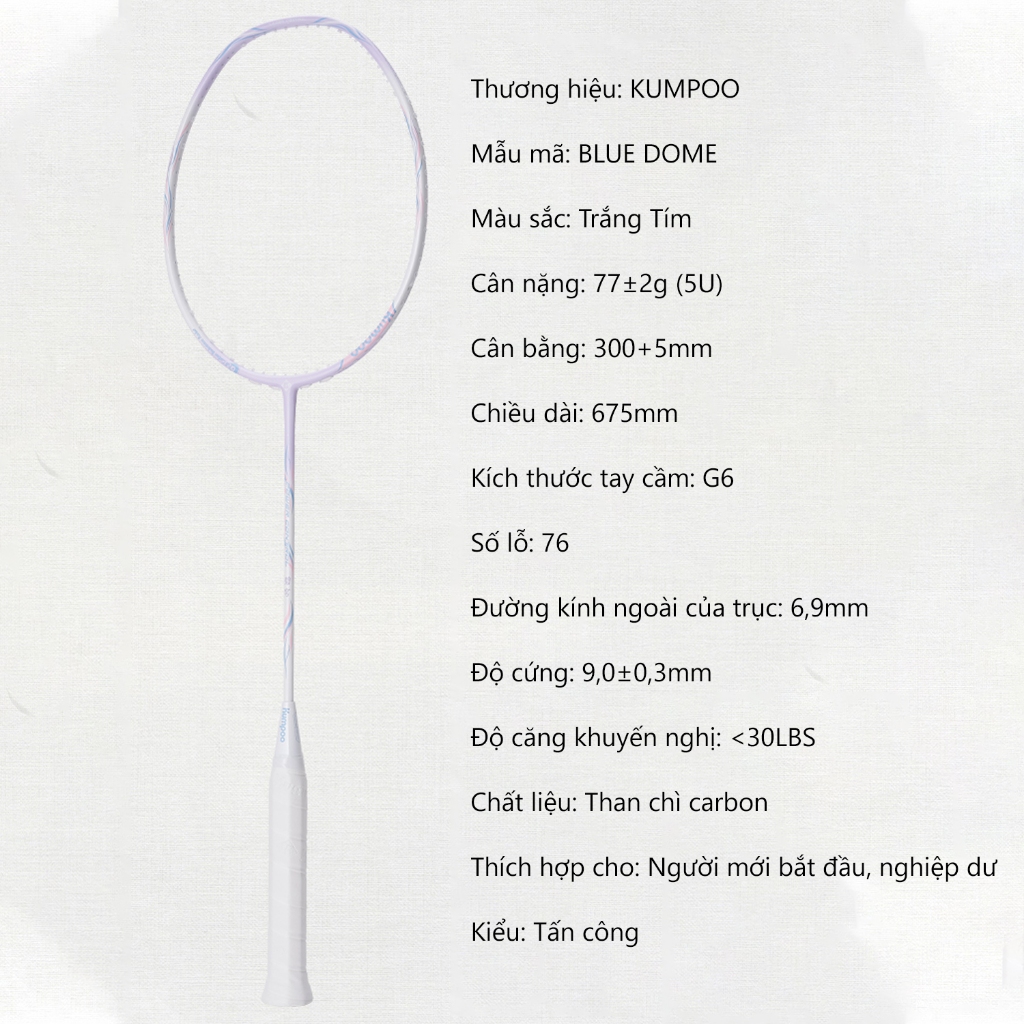 Thương hiệu: KUMPOO
Mẫu mã: BLUE DOME
Màu sắc: Trắng Tím
Cân nặng: 77±2g (5U)
Cân bằng: 300+5mm
Chiều dài: 675mm
Kích thước tay cầm: G6
Số lỗ: 76
Đường kính ngoài của trục: 6,9mm
Độ cứng: 9,0±0,3mm
Độ căng khuyến nghị: <30LBS
Chất liệu: Than chì carbon
Thích hợp cho: Người mới bắt đầu, nghiệp dư
Kiểu: Tấn công
Kumpoo